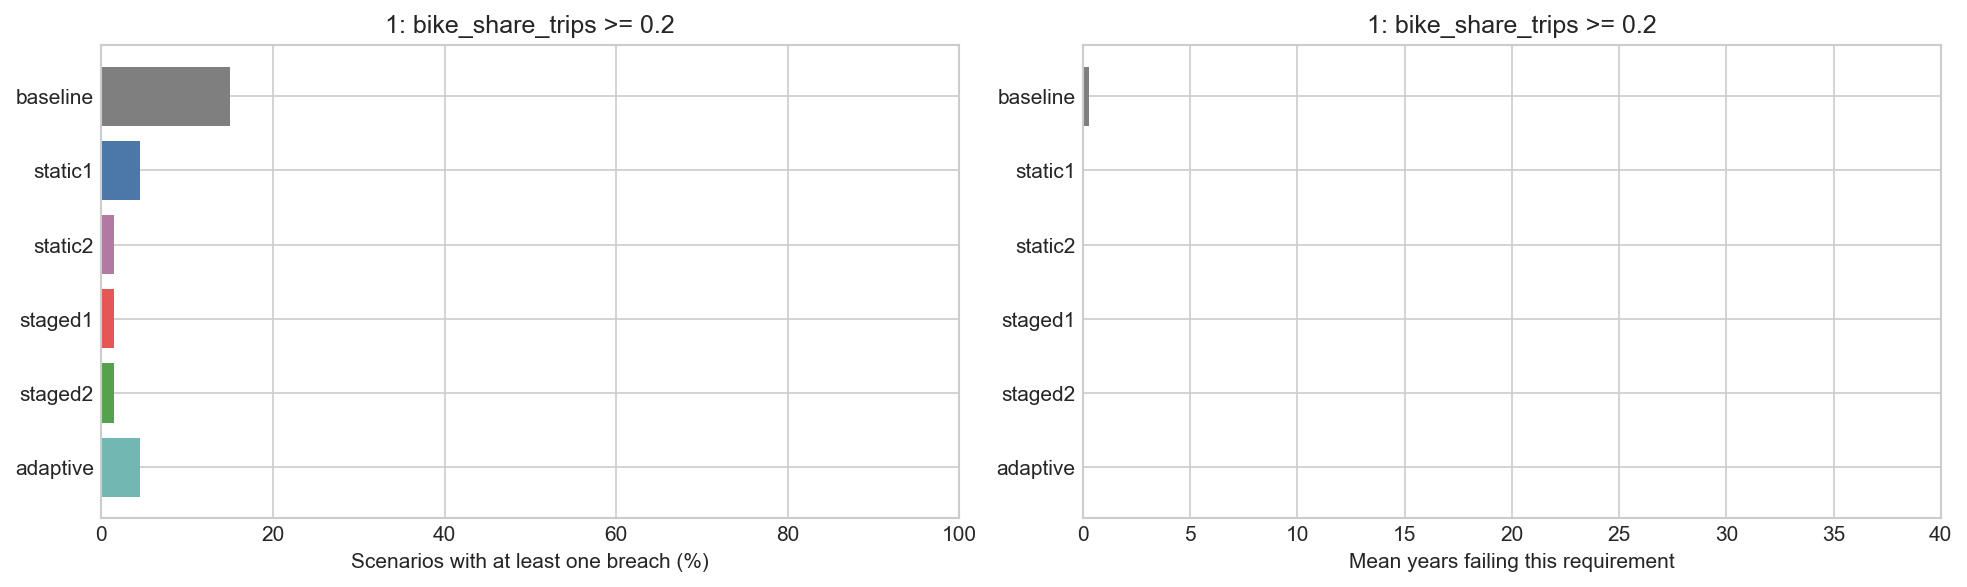 1: bike_share_trips >= 0.2
baseline
static1
static2
staged1
staged2
adaptive
0 20 40 60 80 100
Scenarios with at least one breach (%)
1: bike_share_trips >= 0.2
baseline
static1
static2
staged1
staged2
adaptive
0 5 10 15 20 25 30 35 40
Mean years failing this requirement